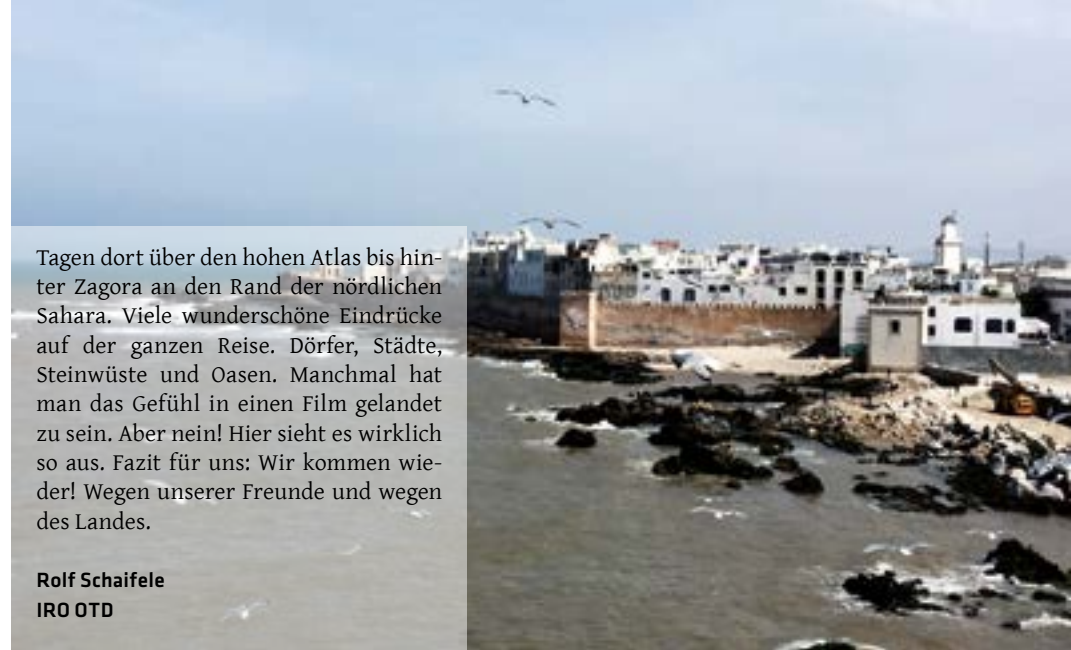 Tagen dort über den hohen Atlas bis hin-
ter Zagora an den Rand der nördlichen
Sahara. Viele wunderschöne Eindrücke
auf der ganzen Reise. Dörfer, Städte,
Steinwüste und Oasen. Manchmal hat
man das Gefühl in einen Film gelandet
zu sein. Aber nein! Hier sieht es wirklich
so aus. Fazit für uns: Wir kommen wie-
der! Wegen unserer Freunde und wegen
des Landes.
Rolf Schaifele
IRO OTD